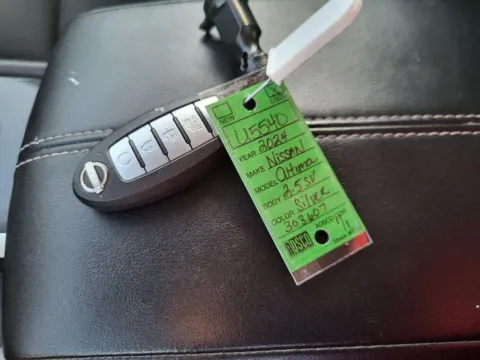 NEW
U5540
YEAR 2024
MAKE Nissan
MODEL Altima
BODY 2.5 SV
COLOR Silver
303607